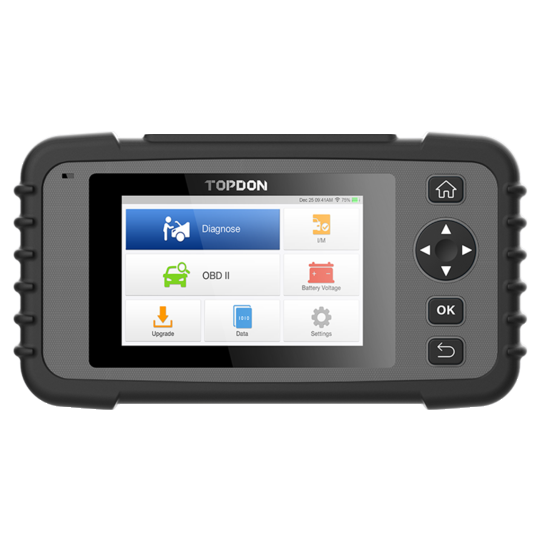 TOPDON
Dec 25 09:41AM 75%
Diagnose
I/M
OBD II
Battery Voltage
Upgrade
Data
Settings
OK